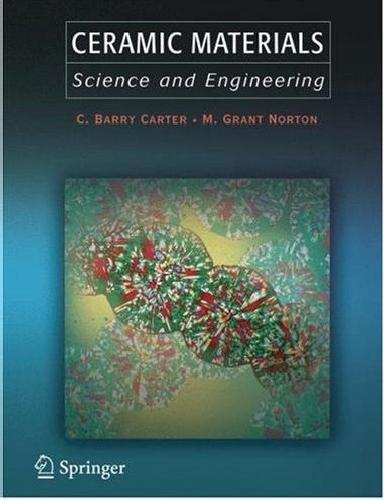 CERAMIC MATERIALS
Science and Engineering
C. BARRY CARTER • M. GRANT NORTON
Springer